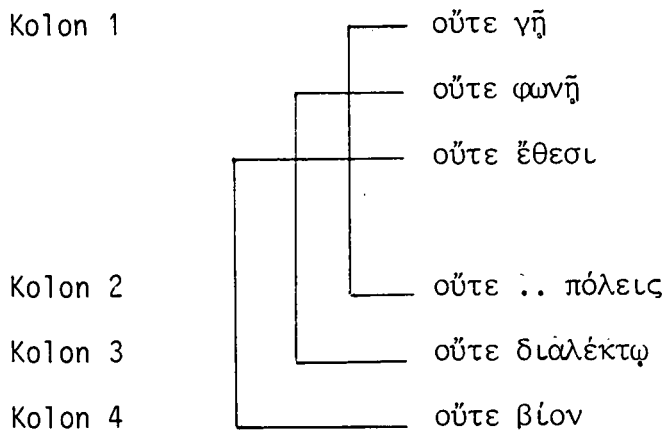 Kolon 1 οὔτε γῇ
οὔτε φωνῇ
οὔτε ἔθεσι
Kolon 2 οὔτε .. πόλεις
Kolon 3 οὔτε διαλέκτῳ
Kolon 4 οὔτε βίον